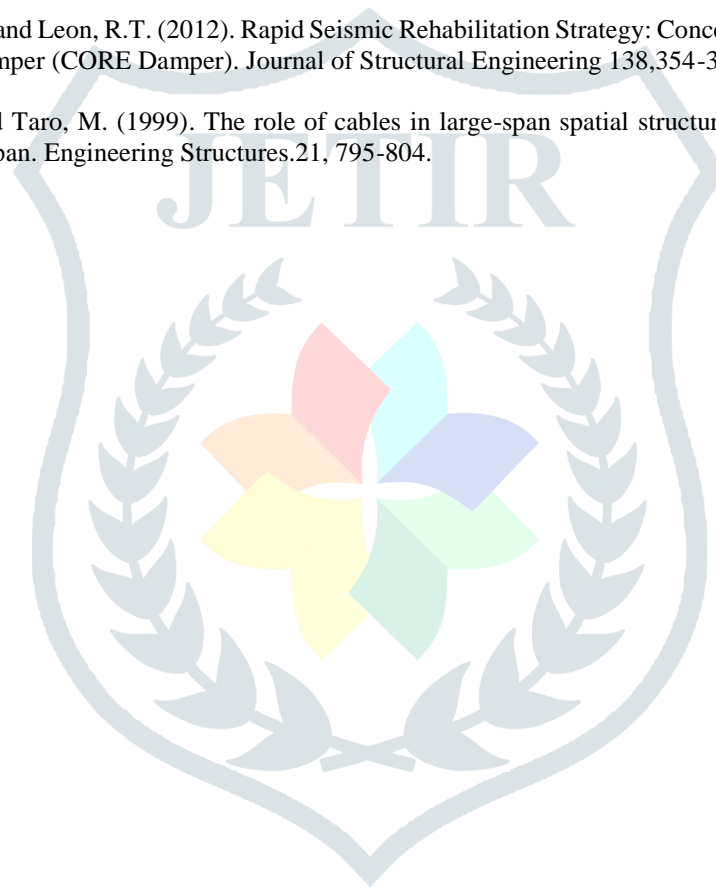 and Leon, R.T. (2012). Rapid Seismic Rehabilitation Strategy: Conce
mper (CORE Damper). Journal of Structural Engineering 138,354-3
d Taro, M. (1999). The role of cables in large-span spatial structur
pan. Engineering Structures.21, 795-804.
JETIR